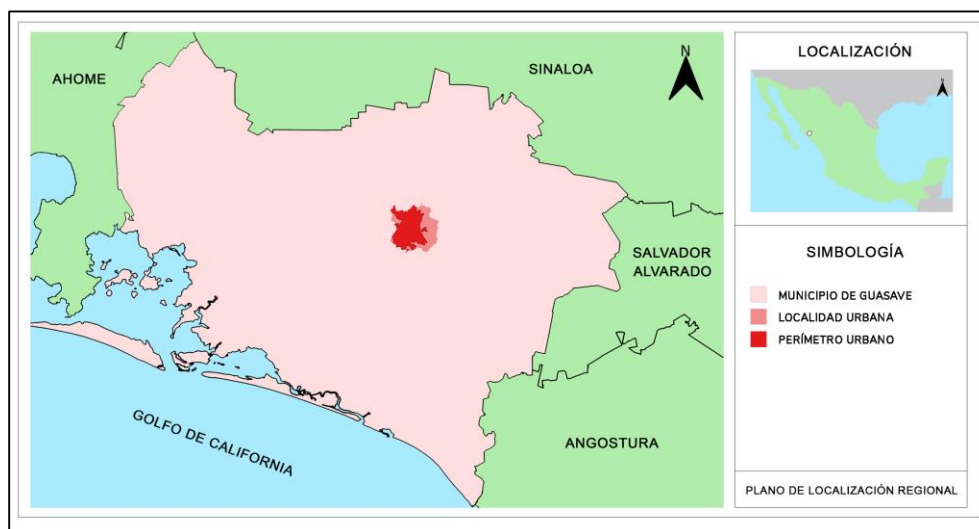 AHOME
SINALOA
N
SALVADOR
ALVARADO
ANGOSTURA
GOLFO DE CALIFORNIA
LOCALIZACIÓN
N
SIMBOLOGÍA
MUNICIPIO DE GUASAVE
LOCALIDAD URBANA
PERÍMETRO URBANO
PLANO DE LOCALIZACIÓN REGIONAL